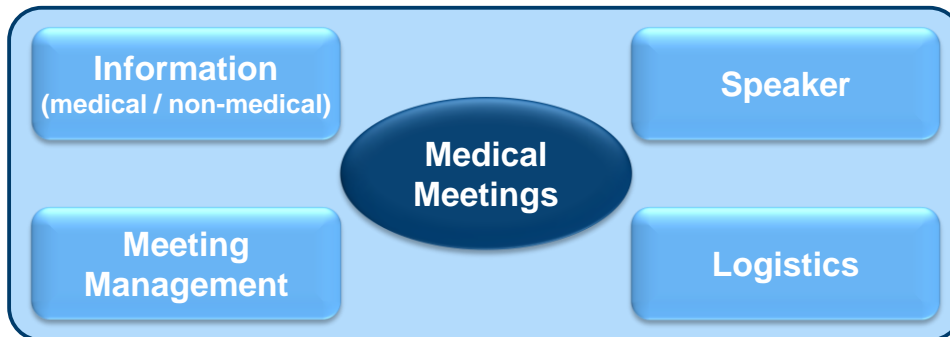 Information
(medical / non-medical)
Speaker
Medical
Meetings
Meeting
Management
Logistics